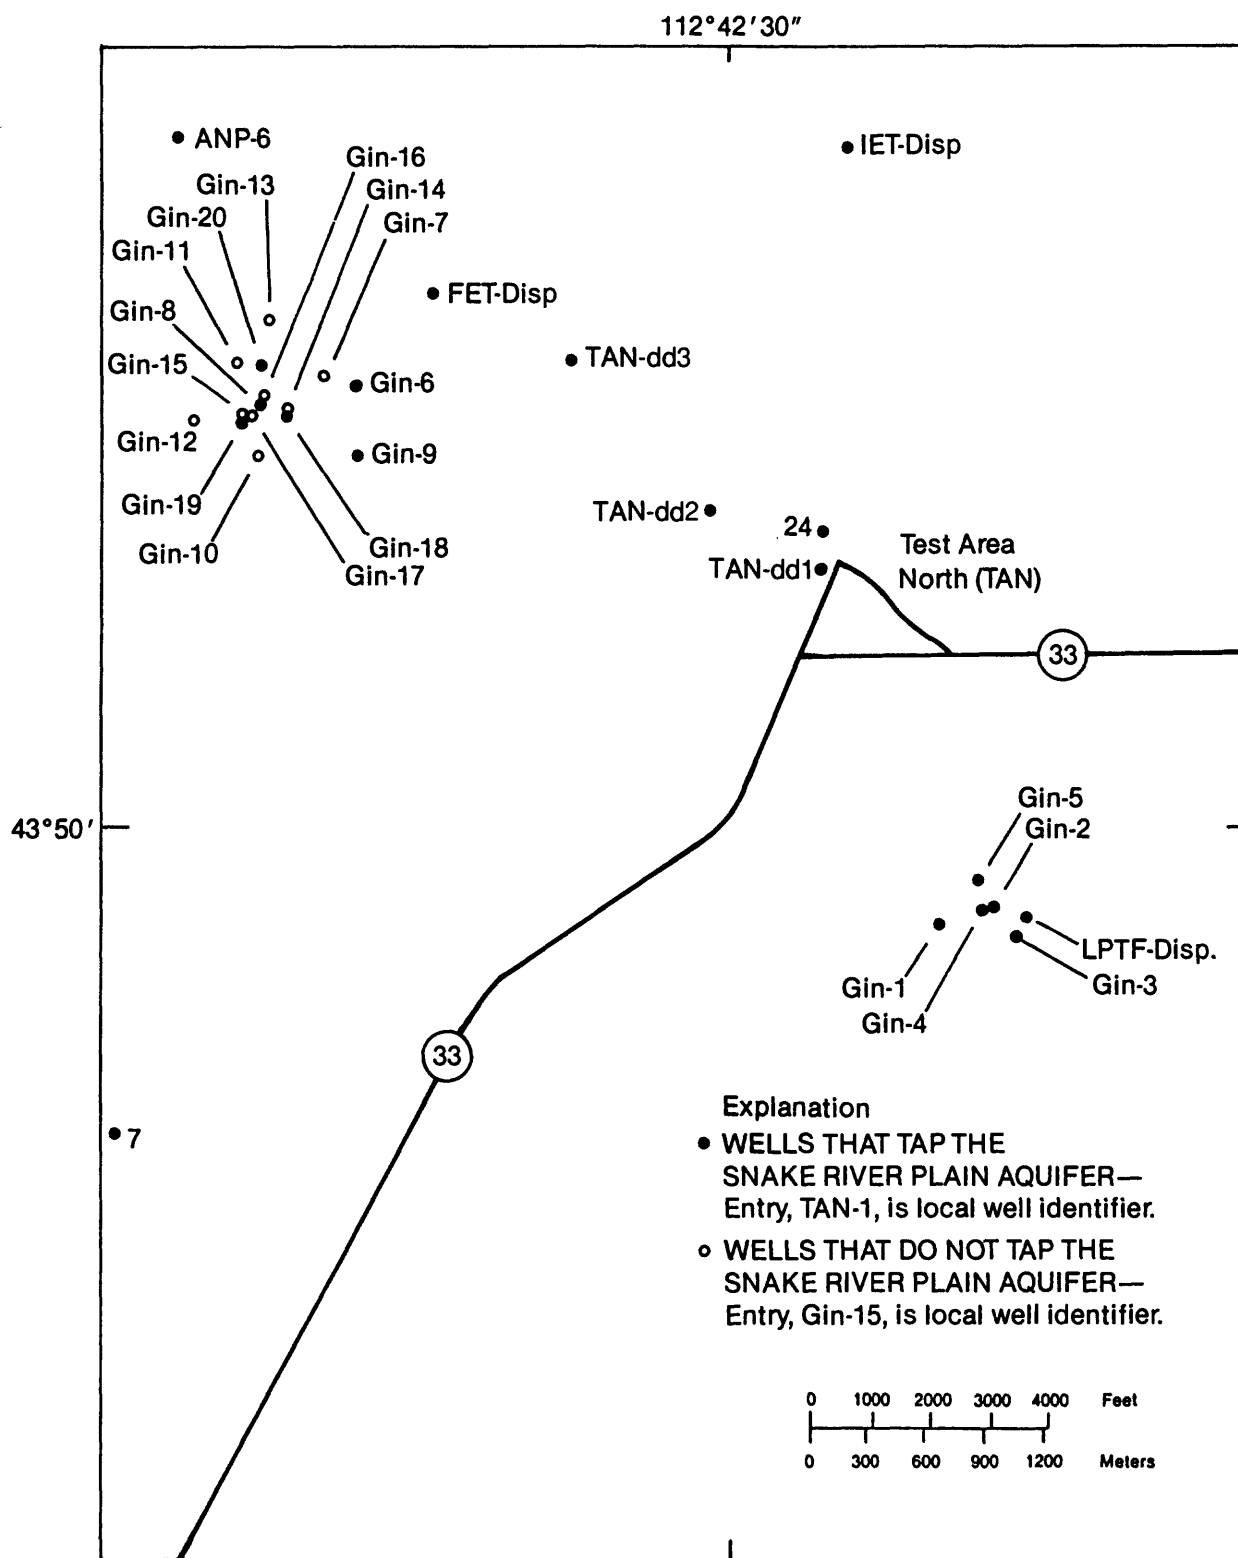 112°42'30"
ANP-6
IET-Disp
Gin-16
Gin-13
Gin-14
Gin-20
Gin-7
Gin-11
FET-Disp
Gin-8
TAN-dd3
Gin-15
Gin-6
Gin-12
Gin-9
Gin-19
TAN-dd2
24
Gin-10
Gin-18
Test Area
North (TAN)
TAN-dd1
Gin-17
33
Gin-5
43°50'
Gin-2
LPTF-Disp.
Gin-1
Gin-3
Gin-4
33
7
Explanation
WELLS THAT TAP THE
SNAKE RIVER PLAIN AQUIFER—
Entry, TAN-1, is local well identifier.
WELLS THAT DO NOT TAP THE
SNAKE RIVER PLAIN AQUIFER—
Entry, Gin-15, is local well identifier.
0 1000 2000 3000 4000 Feet
0 300 600 900 1200 Meters